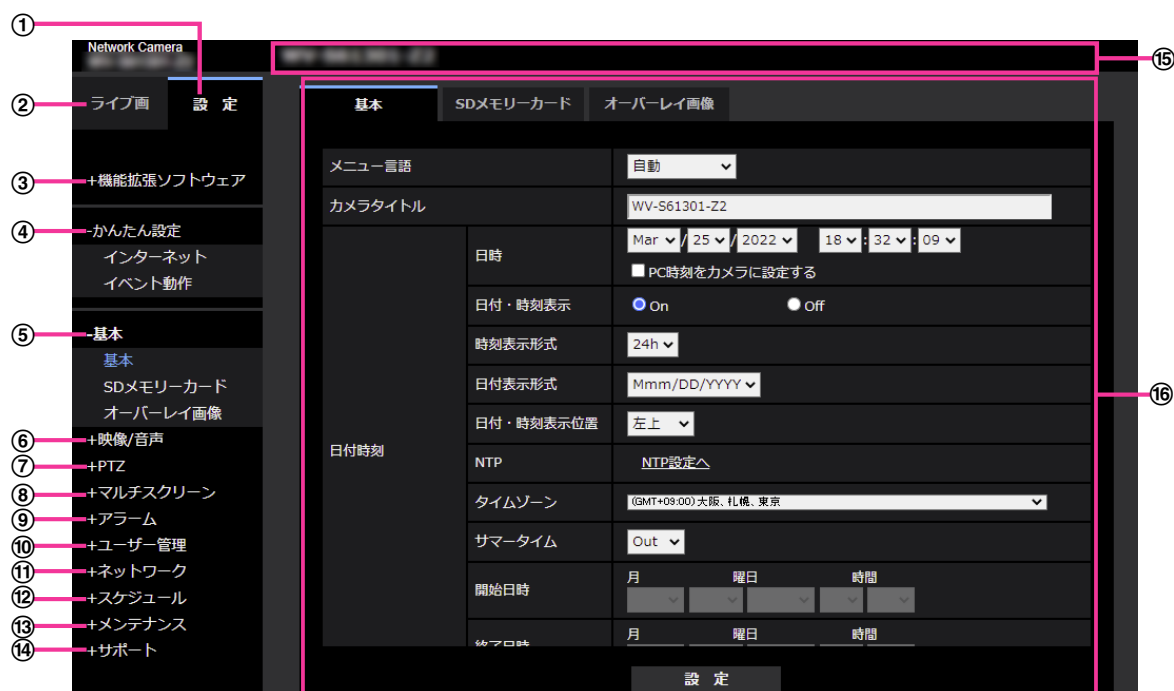 ①
Network Camera
WV-S61301-Z2
⑮
② ライブ画 設 定
基本 SDメモリーカード オーバーレイ画像
③ +機能拡張ソフトウェア
④ -かんたん設定
インターネット
イベント動作
⑤ -基本
基本
SDメモリーカード
オーバーレイ画像
⑥ +映像/音声
⑦ +PTZ
⑧ +マルチスクリーン
⑨ +アラーム
⑩ +ユーザー管理
⑪ +ネットワーク
⑫ +スケジュール
⑬ +メンテナンス
⑭ +サポート
メニュー言語 自動
カメラタイトル WV-S61301-Z2
日付時刻
日時 Mar / 25 / 2022 18 : 32 : 09
PC時刻をカメラに設定する
日付・時刻表示 On Off
時刻表示形式 24h
日付表示形式 Mmm/DD/YYYY
日付・時刻表示位置 左上
NTP NTP設定へ
タイムゾーン (GMT+09:00)大阪、札幌、東京
サマータイム Out
開始日時 月 曜日 時間
終了日時 月 曜日 時間
設 定
⑯